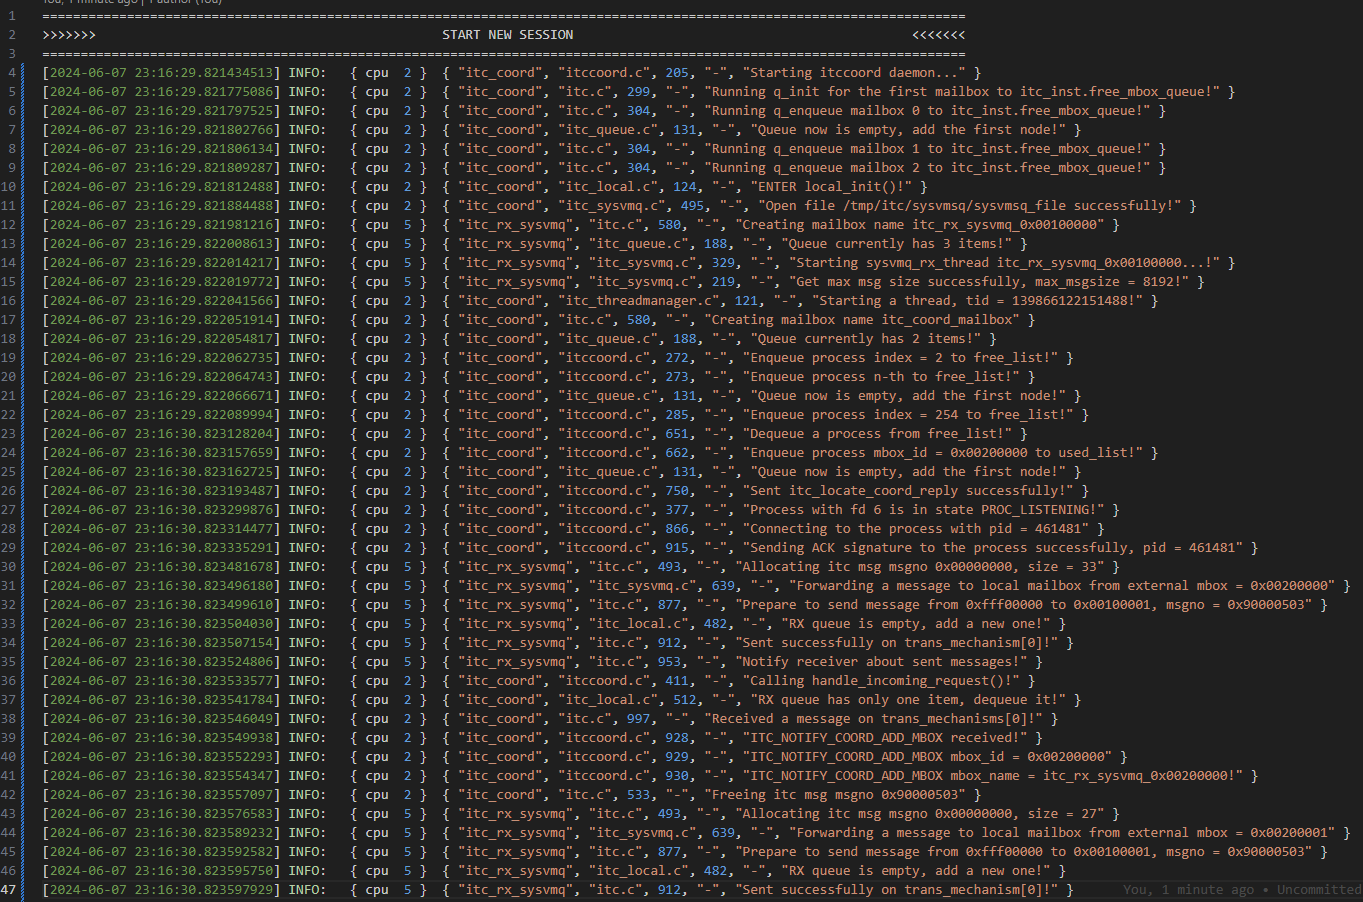 You, 1 minute ago | 1 author (You)
1 ========================================================================================================================
2 >>>>>>> START NEW SESSION <<<<<<<
3 ========================================================================================================================
4 [2024-06-07 23:16:29.821434513] INFO: { cpu 2 } { "itc_coord", "itccoord.c", 205, "-", "Starting itccoord daemon..." }
5 [2024-06-07 23:16:29.821775086] INFO: { cpu 2 } { "itc_coord", "itc.c", 299, "-", "Running q_init for the first mailbox to itc_inst.free_mbox_queue!" }
6 [2024-06-07 23:16:29.821797525] INFO: { cpu 2 } { "itc_coord", "itc.c", 304, "-", "Running q_enqueue mailbox 0 to itc_inst.free_mbox_queue!" }
7 [2024-06-07 23:16:29.821802766] INFO: { cpu 2 } { "itc_coord", "itc_queue.c", 131, "-", "Queue now is empty, add the first node!" }
8 [2024-06-07 23:16:29.821806134] INFO: { cpu 2 } { "itc_coord", "itc.c", 304, "-", "Running q_enqueue mailbox 1 to itc_inst.free_mbox_queue!" }
9 [2024-06-07 23:16:29.821809287] INFO: { cpu 2 } { "itc_coord", "itc.c", 304, "-", "Running q_enqueue mailbox 2 to itc_inst.free_mbox_queue!" }
10 [2024-06-07 23:16:29.821812488] INFO: { cpu 2 } { "itc_coord", "itc_local.c", 124, "-", "ENTER local_init()!" }
11 [2024-06-07 23:16:29.821884488] INFO: { cpu 2 } { "itc_coord", "itc_sysvmq.c", 495, "-", "Open file /tmp/itc/sysvmsq/sysvmsq_file successfully!" }
12 [2024-06-07 23:16:29.821981216] INFO: { cpu 5 } { "itc_rx_sysvmq", "itc.c", 580, "-", "Creating mailbox name itc_rx_sysvmq_0x00100000" }
13 [2024-06-07 23:16:29.822008613] INFO: { cpu 5 } { "itc_rx_sysvmq", "itc_queue.c", 188, "-", "Queue currently has 3 items!" }
14 [2024-06-07 23:16:29.822014217] INFO: { cpu 5 } { "itc_rx_sysvmq", "itc_sysvmq.c", 329, "-", "Starting sysvmq_rx_thread itc_rx_sysvmq_0x00100000...!" }
15 [2024-06-07 23:16:29.822019772] INFO: { cpu 5 } { "itc_rx_sysvmq", "itc_sysvmq.c", 219, "-", "Get max msg size successfully, max_msgsize = 8192!" }
16 [2024-06-07 23:16:29.822041566] INFO: { cpu 2 } { "itc_coord", "itc_threadmanager.c", 121, "-", "Starting a thread, tid = 139866122151488!" }
17 [2024-06-07 23:16:29.822051914] INFO: { cpu 2 } { "itc_coord", "itc.c", 580, "-", "Creating mailbox name itc_coord_mailbox" }
18 [2024-06-07 23:16:29.822054817] INFO: { cpu 2 } { "itc_coord", "itc_queue.c", 188, "-", "Queue currently has 2 items!" }
19 [2024-06-07 23:16:29.822062735] INFO: { cpu 2 } { "itc_coord", "itccoord.c", 272, "-", "Enqueue process index = 2 to free_list!" }
20 [2024-06-07 23:16:29.822064743] INFO: { cpu 2 } { "itc_coord", "itccoord.c", 273, "-", "Enqueue process n-th to free_list!" }
21 [2024-06-07 23:16:29.822066671] INFO: { cpu 2 } { "itc_coord", "itc_queue.c", 131, "-", "Queue now is empty, add the first node!" }
22 [2024-06-07 23:16:29.822089994] INFO: { cpu 2 } { "itc_coord", "itccoord.c", 285, "-", "Enqueue process index = 254 to free_list!" }
23 [2024-06-07 23:16:30.823128204] INFO: { cpu 2 } { "itc_coord", "itccoord.c", 651, "-", "Dequeue a process from free_list!" }
24 [2024-06-07 23:16:30.823157659] INFO: { cpu 2 } { "itc_coord", "itccoord.c", 662, "-", "Enqueue process mbox_id = 0x00200000 to used_list!" }
25 [2024-06-07 23:16:30.823162725] INFO: { cpu 2 } { "itc_coord", "itc_queue.c", 131, "-", "Queue now is empty, add the first node!" }
26 [2024-06-07 23:16:30.823193487] INFO: { cpu 2 } { "itc_coord", "itccoord.c", 750, "-", "Sent itc_locate_coord_reply successfully!" }
27 [2024-06-07 23:16:30.823299876] INFO: { cpu 2 } { "itc_coord", "itccoord.c", 377, "-", "Process with fd 6 is in state PROC_LISTENING!" }
28 [2024-06-07 23:16:30.823314477] INFO: { cpu 2 } { "itc_coord", "itccoord.c", 866, "-", "Connecting to the process with pid = 461481" }
29 [2024-06-07 23:16:30.823335291] INFO: { cpu 2 } { "itc_coord", "itccoord.c", 915, "-", "Sending ACK signature to the process successfully, pid = 461481" }
30 [2024-06-07 23:16:30.823481678] INFO: { cpu 5 } { "itc_rx_sysvmq", "itc.c", 493, "-", "Allocating itc msg msgno 0x00000000, size = 33" }
31 [2024-06-07 23:16:30.823496180] INFO: { cpu 5 } { "itc_rx_sysvmq", "itc_sysvmq.c", 639, "-", "Forwarding a message to local mailbox from external mbox = 0x00200000" }
32 [2024-06-07 23:16:30.823499610] INFO: { cpu 5 } { "itc_rx_sysvmq", "itc.c", 877, "-", "Prepare to send message from 0xfff00000 to 0x00100001, msgno = 0x90000503" }
33 [2024-06-07 23:16:30.823504030] INFO: { cpu 5 } { "itc_rx_sysvmq", "itc_local.c", 482, "-", "RX queue is empty, add a new one!" }
34 [2024-06-07 23:16:30.823507154] INFO: { cpu 5 } { "itc_rx_sysvmq", "itc.c", 912, "-", "Sent successfully on trans_mechanism[0]!" }
35 [2024-06-07 23:16:30.823524806] INFO: { cpu 5 } { "itc_rx_sysvmq", "itc.c", 953, "-", "Notify receiver about sent messages!" }
36 [2024-06-07 23:16:30.823533577] INFO: { cpu 2 } { "itc_coord", "itccoord.c", 411, "-", "Calling handle_incoming_request()!" }
37 [2024-06-07 23:16:30.823541784] INFO: { cpu 2 } { "itc_coord", "itc_local.c", 512, "-", "RX queue has only one item, dequeue it!" }
38 [2024-06-07 23:16:30.823546049] INFO: { cpu 2 } { "itc_coord", "itc.c", 997, "-", "Received a message on trans_mechanisms[0]!" }
39 [2024-06-07 23:16:30.823549938] INFO: { cpu 2 } { "itc_coord", "itccoord.c", 928, "-", "ITC_NOTIFY_COORD_ADD_MBOX received!" }
40 [2024-06-07 23:16:30.823552293] INFO: { cpu 2 } { "itc_coord", "itccoord.c", 929, "-", "ITC_NOTIFY_COORD_ADD_MBOX mbox_id = 0x00200000" }
41 [2024-06-07 23:16:30.823554347] INFO: { cpu 2 } { "itc_coord", "itccoord.c", 930, "-", "ITC_NOTIFY_COORD_ADD_MBOX mbox_name = itc_rx_sysvmq_0x00200000!" }
42 [2024-06-07 23:16:30.823557097] INFO: { cpu 2 } { "itc_coord", "itc.c", 533, "-", "Freeing itc msg msgno 0x90000503" }
43 [2024-06-07 23:16:30.823576583] INFO: { cpu 5 } { "itc_rx_sysvmq", "itc.c", 493, "-", "Allocating itc msg msgno 0x00000000, size = 27" }
44 [2024-06-07 23:16:30.823589232] INFO: { cpu 5 } { "itc_rx_sysvmq", "itc_sysvmq.c", 639, "-", "Forwarding a message to local mailbox from external mbox = 0x00200001" }
45 [2024-06-07 23:16:30.823592582] INFO: { cpu 5 } { "itc_rx_sysvmq", "itc.c", 877, "-", "Prepare to send message from 0xfff00000 to 0x00100001, msgno = 0x90000503" }
46 [2024-06-07 23:16:30.823595750] INFO: { cpu 5 } { "itc_rx_sysvmq", "itc_local.c", 482, "-", "RX queue is empty, add a new one!" }
47 [2024-06-07 23:16:30.823597929] INFO: { cpu 5 } { "itc_rx_sysvmq", "itc.c", 912, "-", "Sent successfully on trans_mechanism[0]!" } You, 1 minute ago • Uncommitted